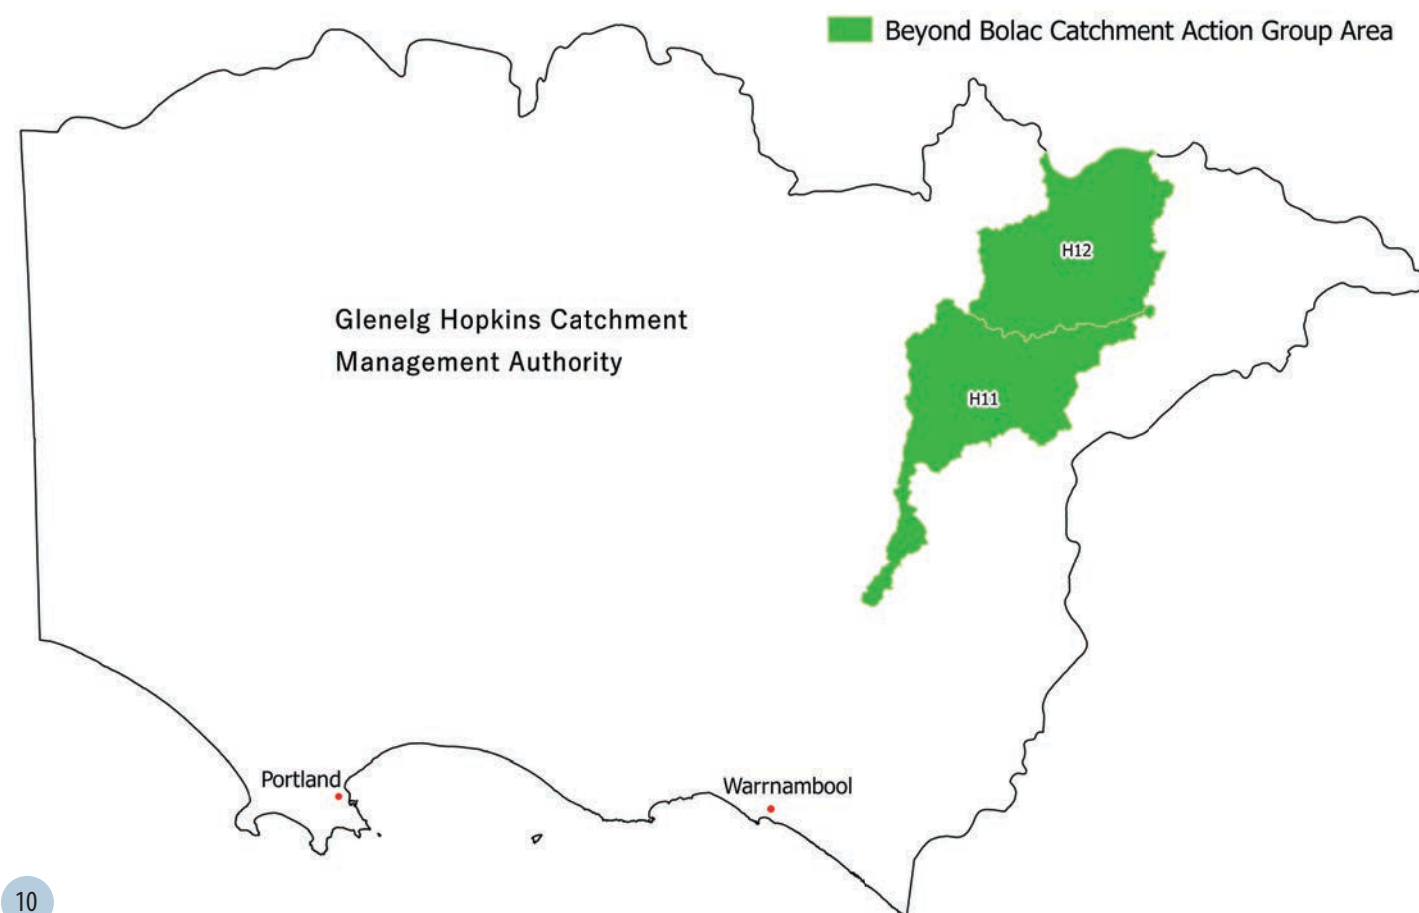 Beyond Bolac Catchment Action Group Area
H12
Glenelg Hopkins Catchment
Management Authority
H11
Portland
Warrnambool
10